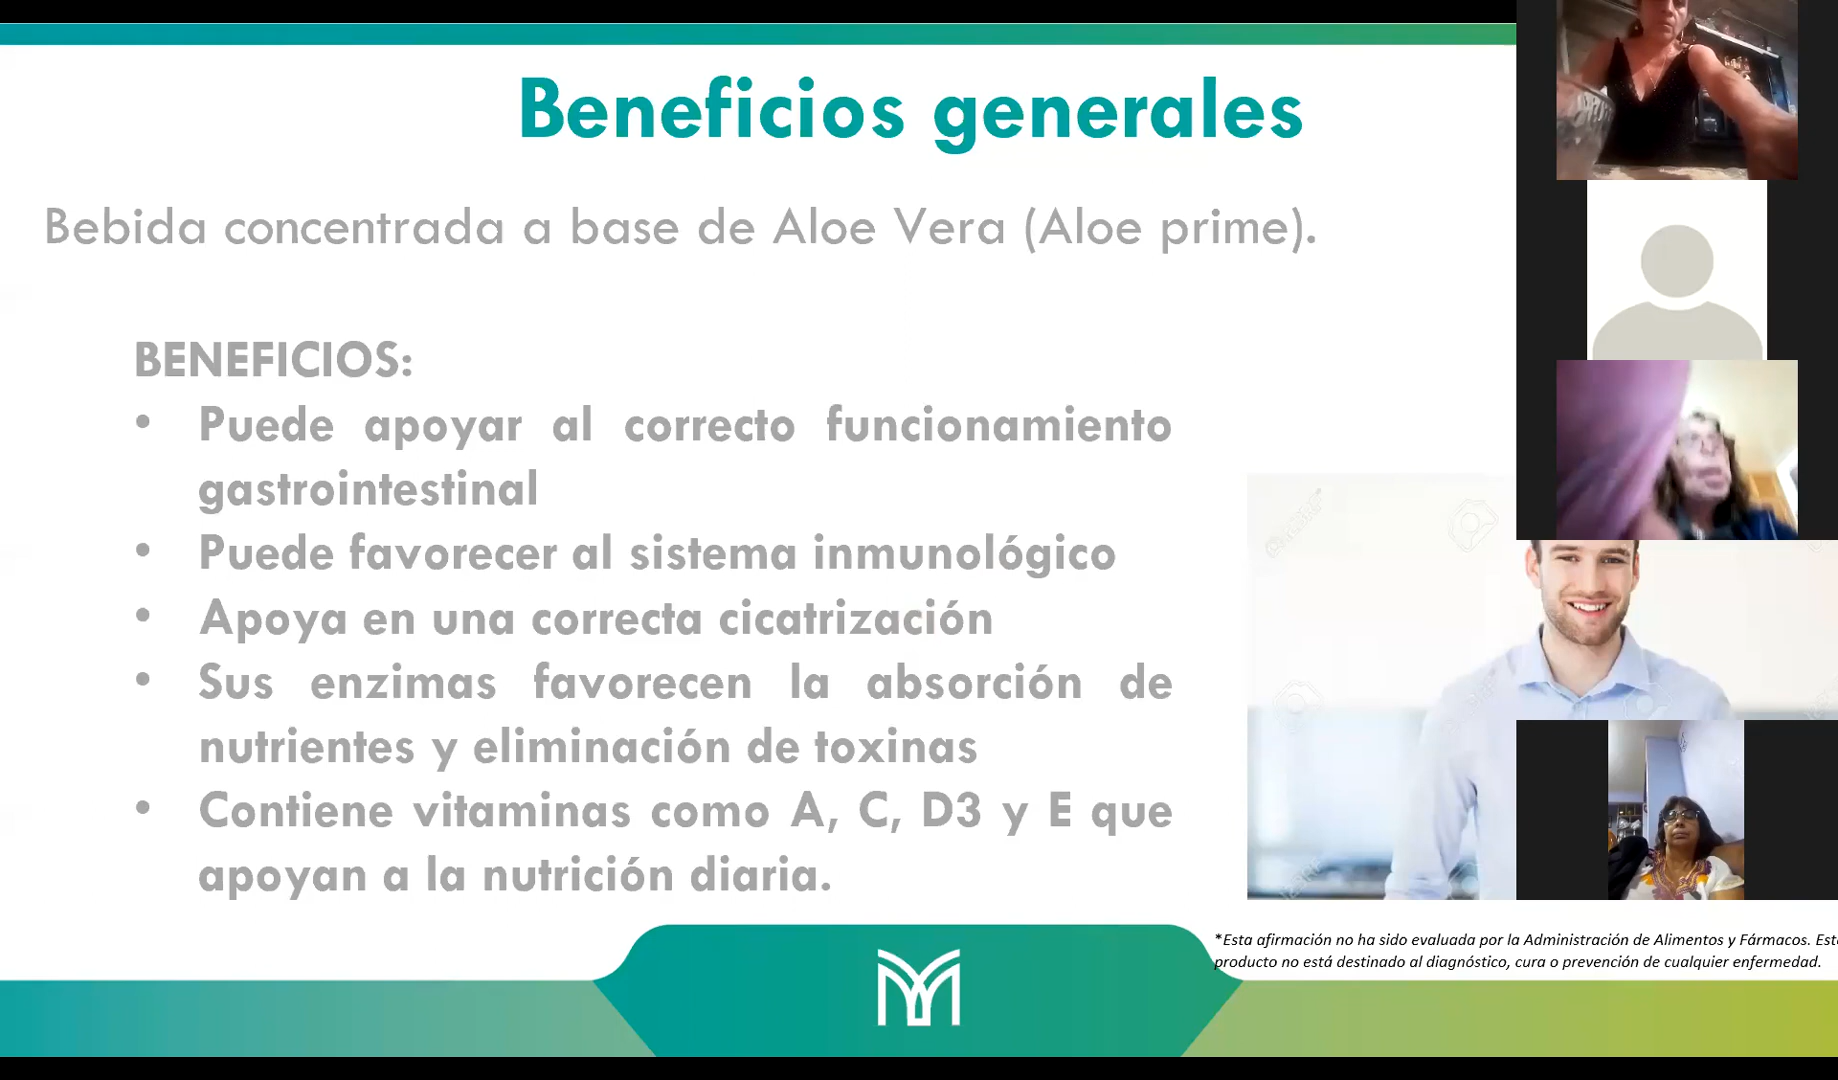 Beneficios generales
Bebida concentrada a base de Aloe Vera (Aloe prime).
BENEFICIOS:
• Puede apoyar al correcto funcionamiento
gastrointestinal
• Puede favorecer al sistema inmunológico
• Apoya en una correcta cicatrización
• Sus enzimas favorecen la absorción de
nutrientes y eliminación de toxinas
• Contiene vitaminas como A, C, D3 y E que
apoyan a la nutrición diaria.
*Esta afirmación no ha sido evaluada por la Administración de Alimentos y Fármacos. Est
producto no está destinado al diagnóstico, cura o prevención de cualquier enfermedad.